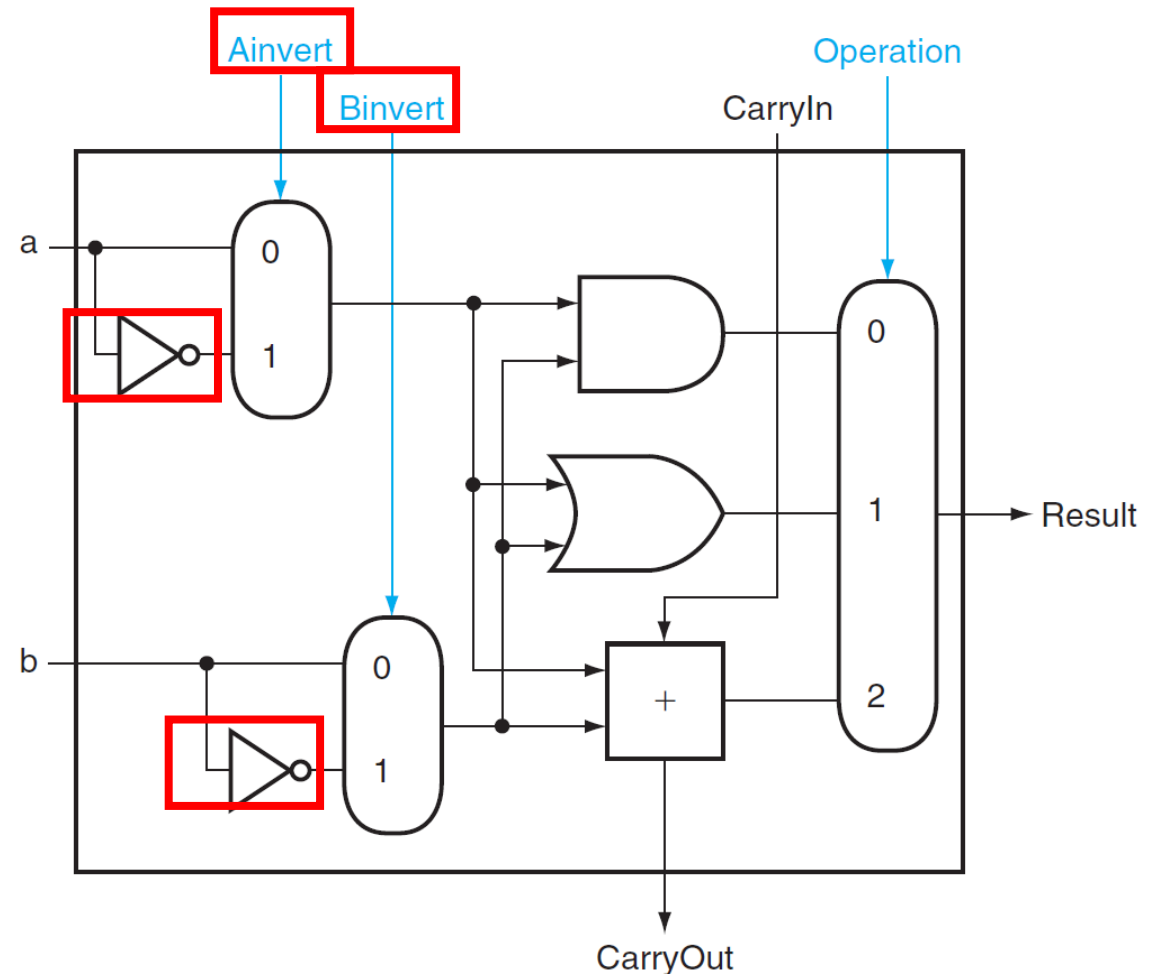 Ainvert
Operation
Binvert
CarryIn
a
0
1
0
1
Result
b
0
1
+
2
CarryOut